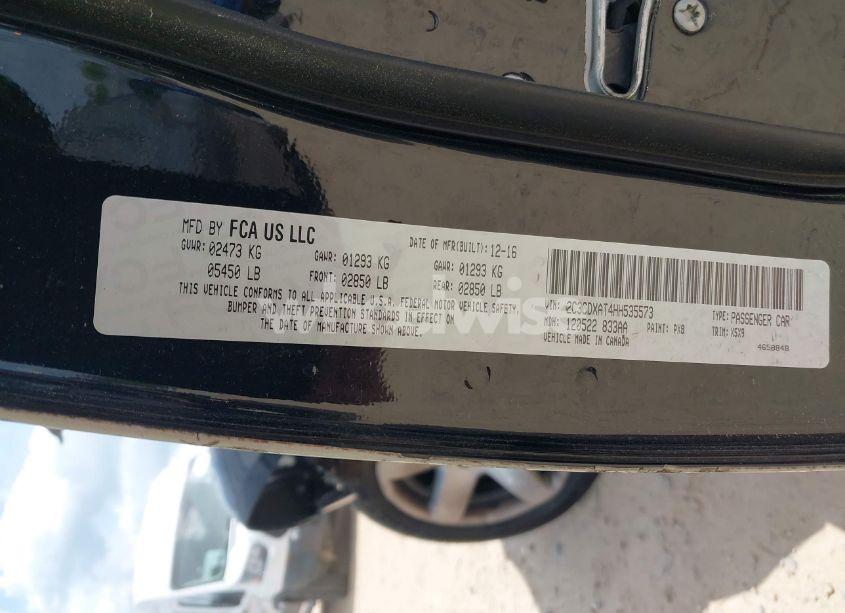 MFD BY FCA US LLC
DATE OF MFR(BUILT): 12-16
GVWR: 02473 KG
GAWR: 01293 KG
GAWR: 01293 KG
05450 LB
FRONT: 02850 LB
REAR: 02850 LB
THIS VEHICLE CONFORMS TO ALL APPLICABLE U.S.A. FEDERAL MOTOR VEHICLE SAFETY,
BUMPER AND THEFT PREVENTION STANDARDS IN EFFECT ON
THE DATE OF MANUFACTURE SHOWN ABOVE.
VIN: 2C3CDXAT4HH535573
TYPE: PASSENGER CAR
MDH: 120522 833AA
PAINT: PX8
TRIM: X5X9
VEHICLE MADE IN CANADA
4658848